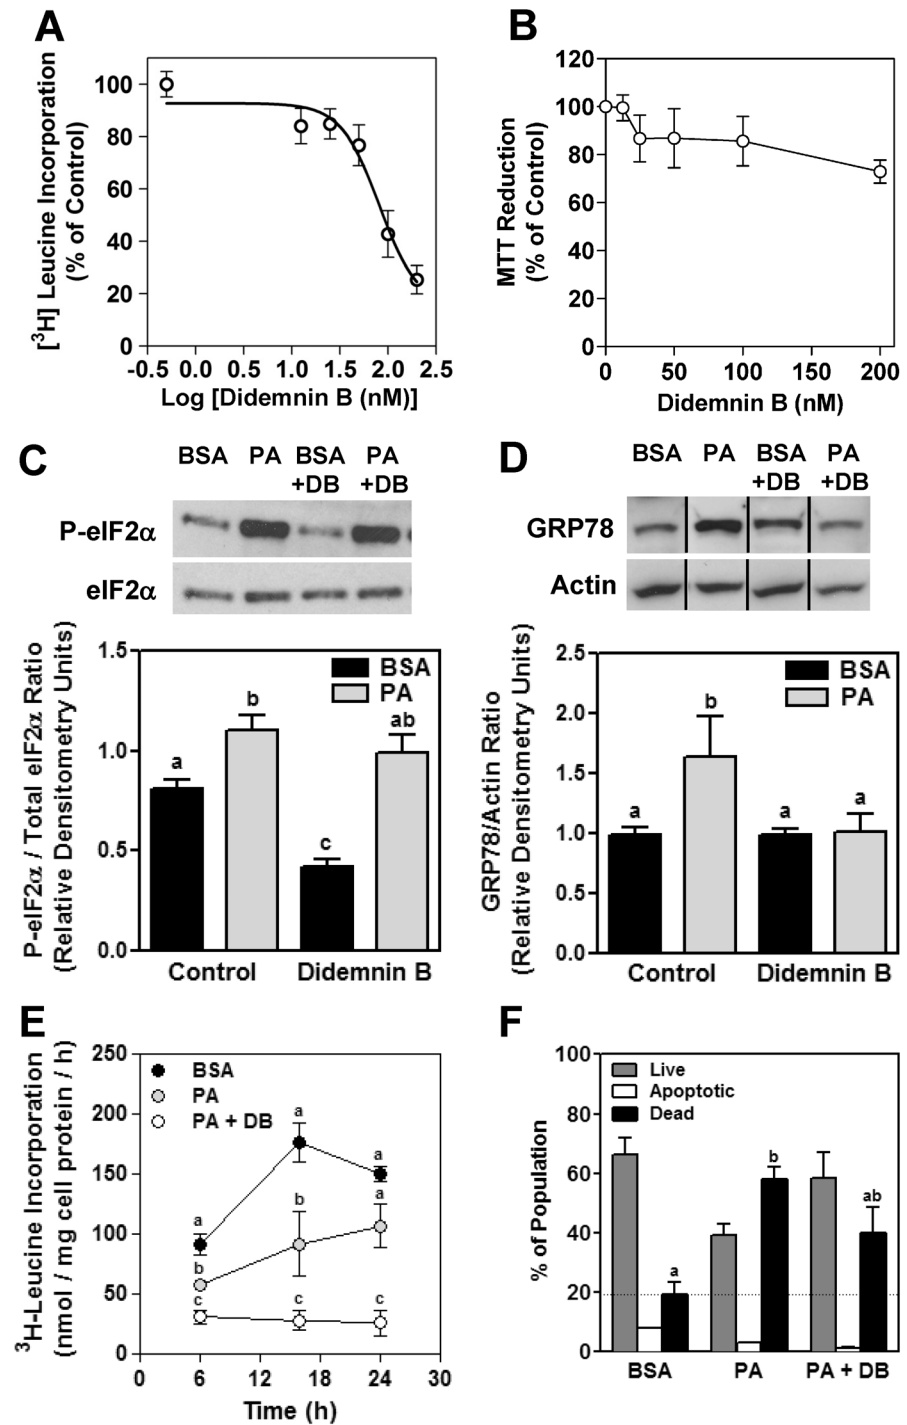 A
[³H] Leucine Incorporation
(% of Control)
100
80
60
40
20
0
-0.5 0.0 0.5 1.0 1.5 2.0 2.5
Log [Didemnin B (nM)]
B
MTT Reduction
(% of Control)
120
100
80
60
40
20
0
0 50 100 150 200
Didemnin B (nM)
C
BSA PA BSA PA
+DB +DB
P-eIF2α
eIF2α
P-eIF2α / Total eIF2α Ratio
(Relative Densitometry Units)
1.5
1.0
0.5
0.0
BSA
PA
a b c ab
Control Didemnin B
D
BSA PA BSA PA
+DB +DB
GRP78
Actin
GRP78/Actin Ratio
(Relative Densitometry Units)
2.5
2.0
1.5
1.0
0.5
0.0
BSA
PA
a b a a
Control Didemnin B
E
³H-Leucine Incorporation
(nmol / mg cell protein / h)
250
200
150
100
50
0
BSA
PA
PA + DB
a a a
b b a
c c c
0 6 12 18 24 30
Time (h)
F
% of Population
100
80
60
40
20
0
Live
Apoptotic
Dead
a b ab
BSA PA PA + DB